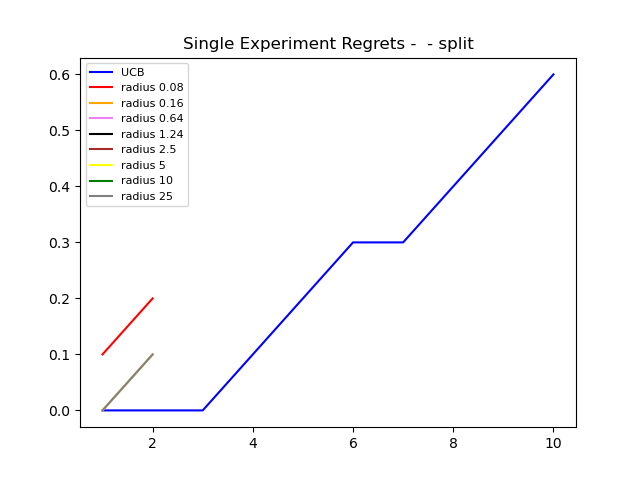 Single Experiment Regrets -  - split
UCB
radius 0.08
radius 0.16
radius 0.64
radius 1.24
radius 2.5
radius 5
radius 10
radius 25
0.6
0.5
0.4
0.3
0.2
0.1
0.0
2 4 6 8 10